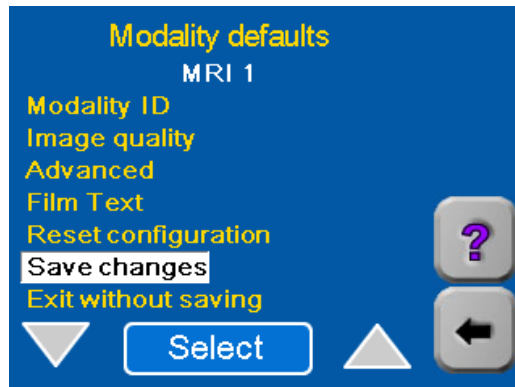 Modality defaults
MRI 1
Modality ID
Image quality
Advanced
Film Text
Reset configuration
Save changes
Exit without saving
?
Select